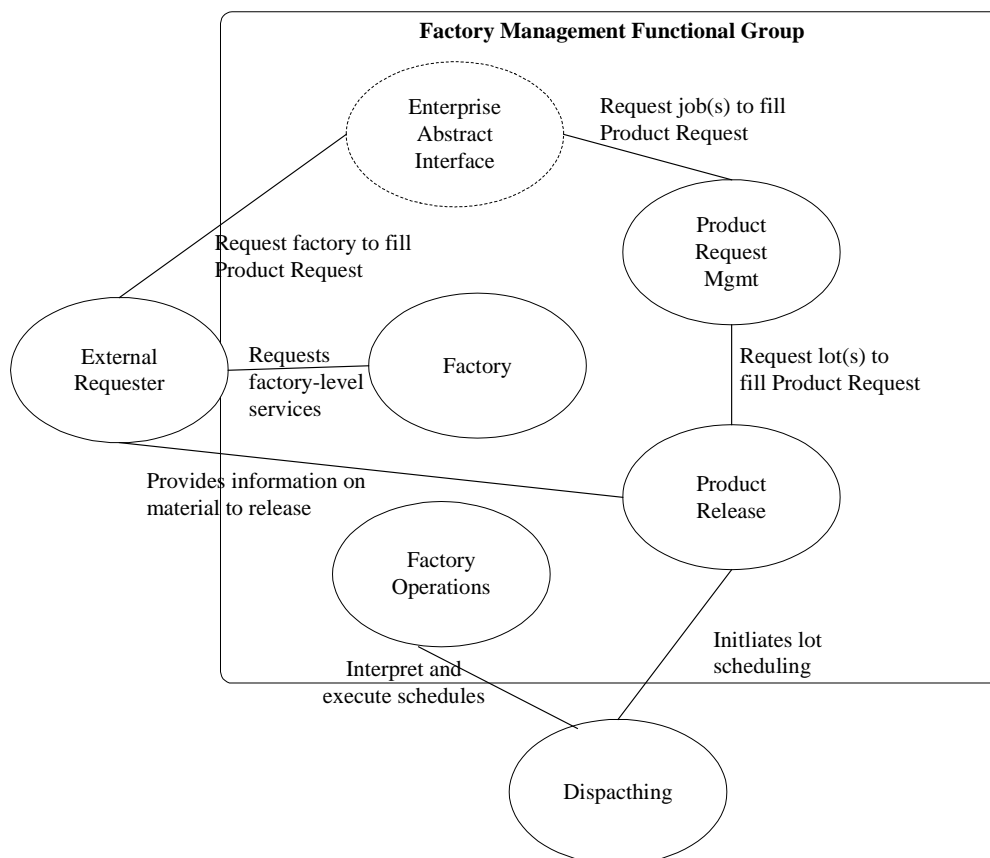 Factory Management Functional Group
Enterprise
Abstract
Interface
Request job(s) to fill
Product Request
Product
Request
Mgmt
Request factory to fill
Product Request
External
Requester
Requests
factory-level
services
Factory
Request lot(s) to
fill Product Request
Provides information on
material to release
Product
Release
Factory
Operations
Initliates lot
scheduling
Interpret and
execute schedules
Dispacthing